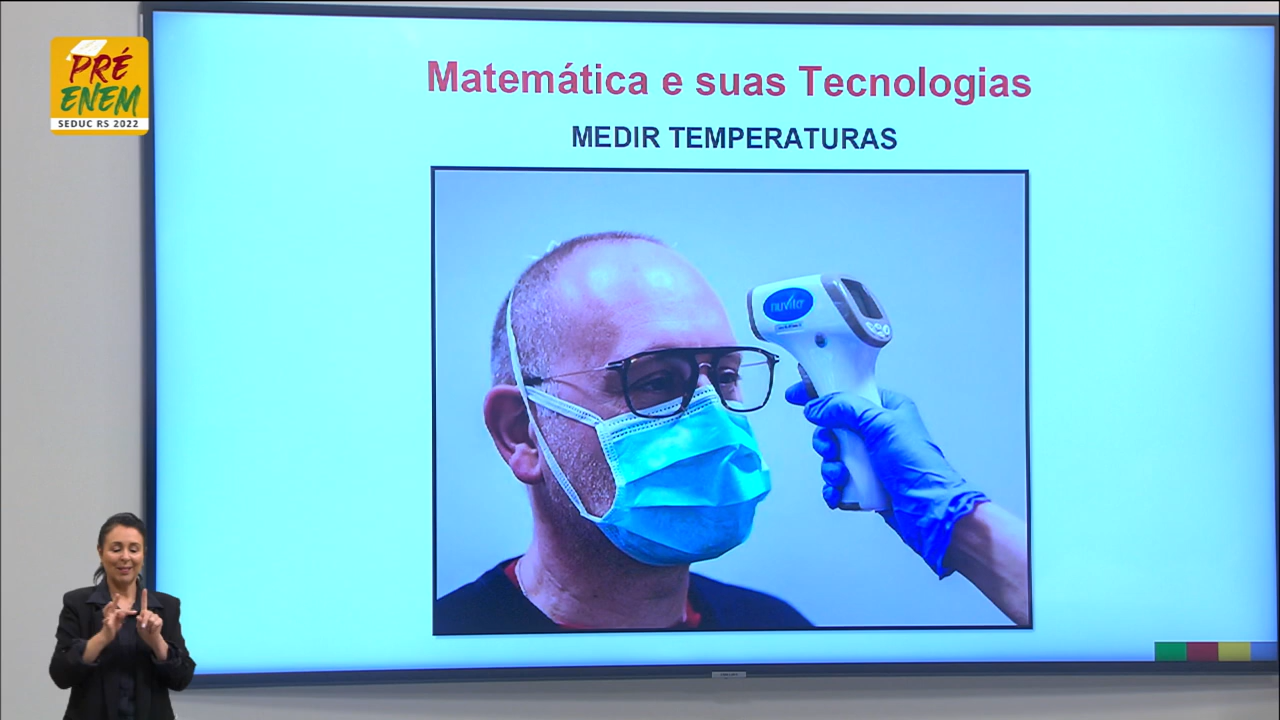 PRÉ
ENEM
SEDUC RS 2022
Matemática e suas Tecnologias
MEDIR TEMPERATURAS
nuvita